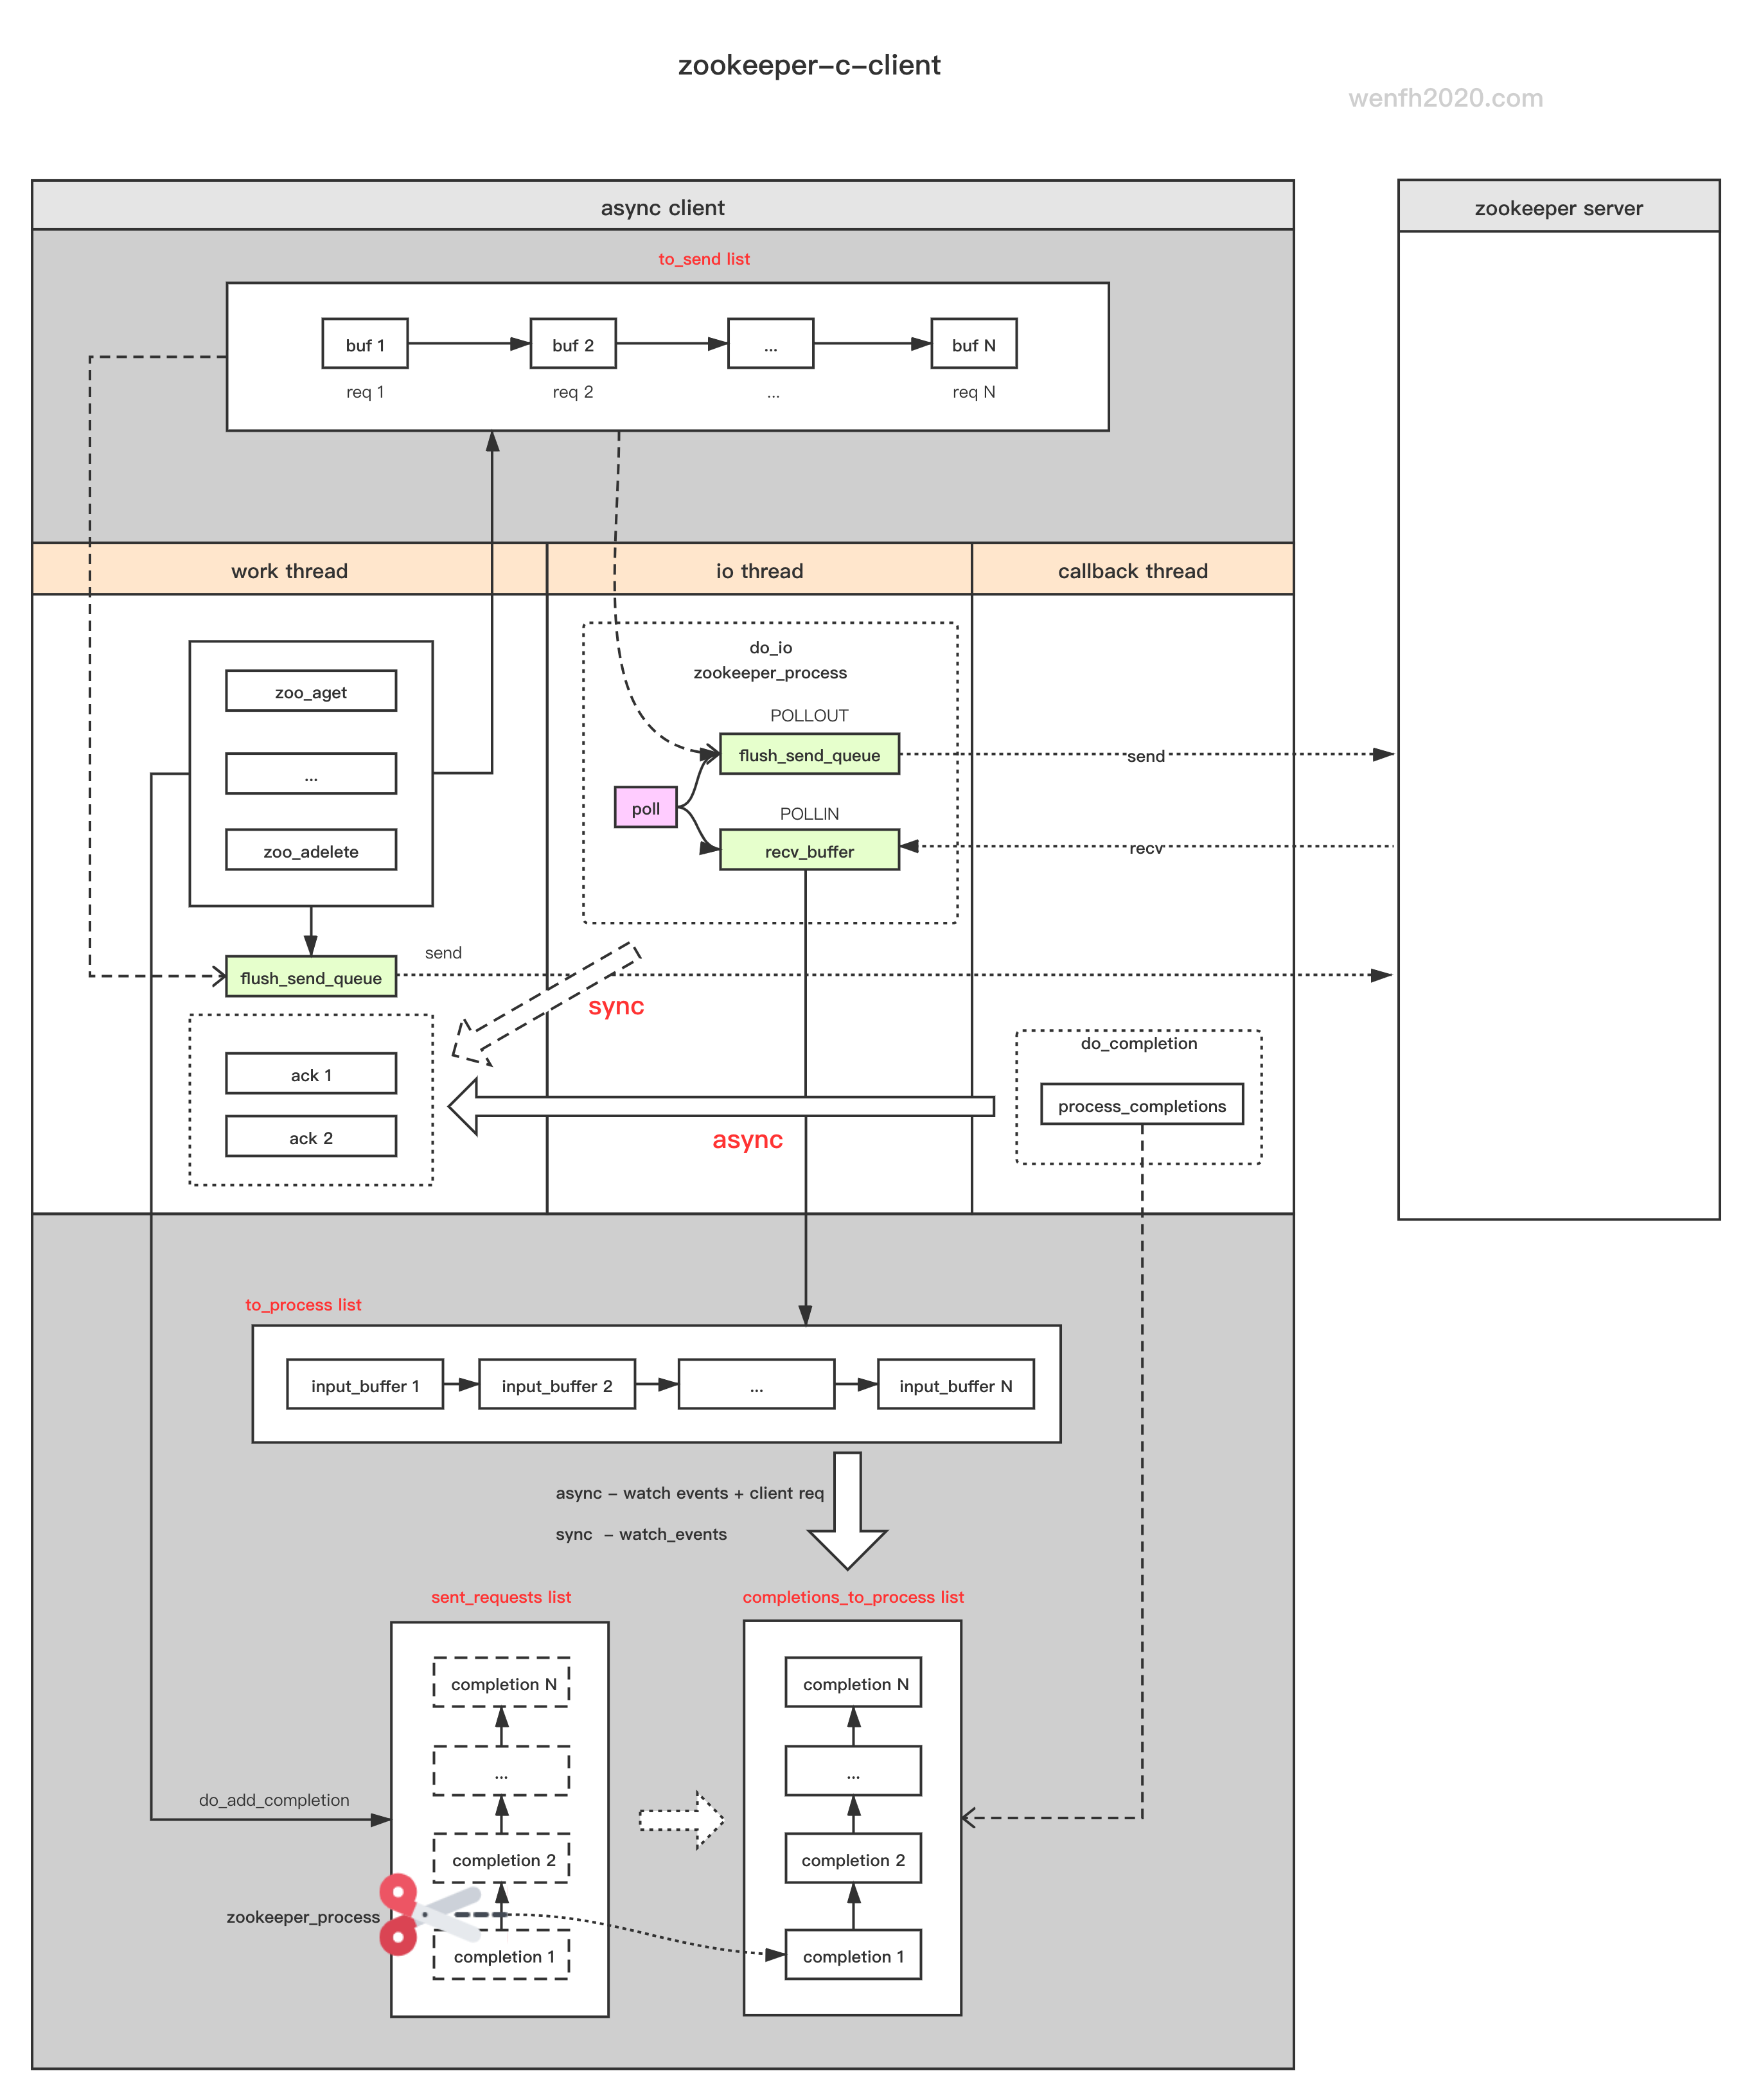 zookeeper-c-client
wenfh2020.com
async client
zookeeper server
to_send list
buf 1
buf 2
...
buf N
req 1
req 2
...
req N
work thread
io thread
callback thread
zoo_aget
...
zoo_adelete
flush_send_queue
send
ack 1
ack 2
do_io
zookeeper_process
POLLOUT
flush_send_queue
send
poll
POLLIN
recv_buffer
recv
sync
async
do_completion
process_completions
to_process list
input_buffer 1
input_buffer 2
...
input_buffer N
async - watch events + client req
sync - watch_events
sent_requests list
completions_to_process list
completion N
...
completion 2
completion 1
completion N
...
completion 2
completion 1
do_add_completion
zookeeper_process